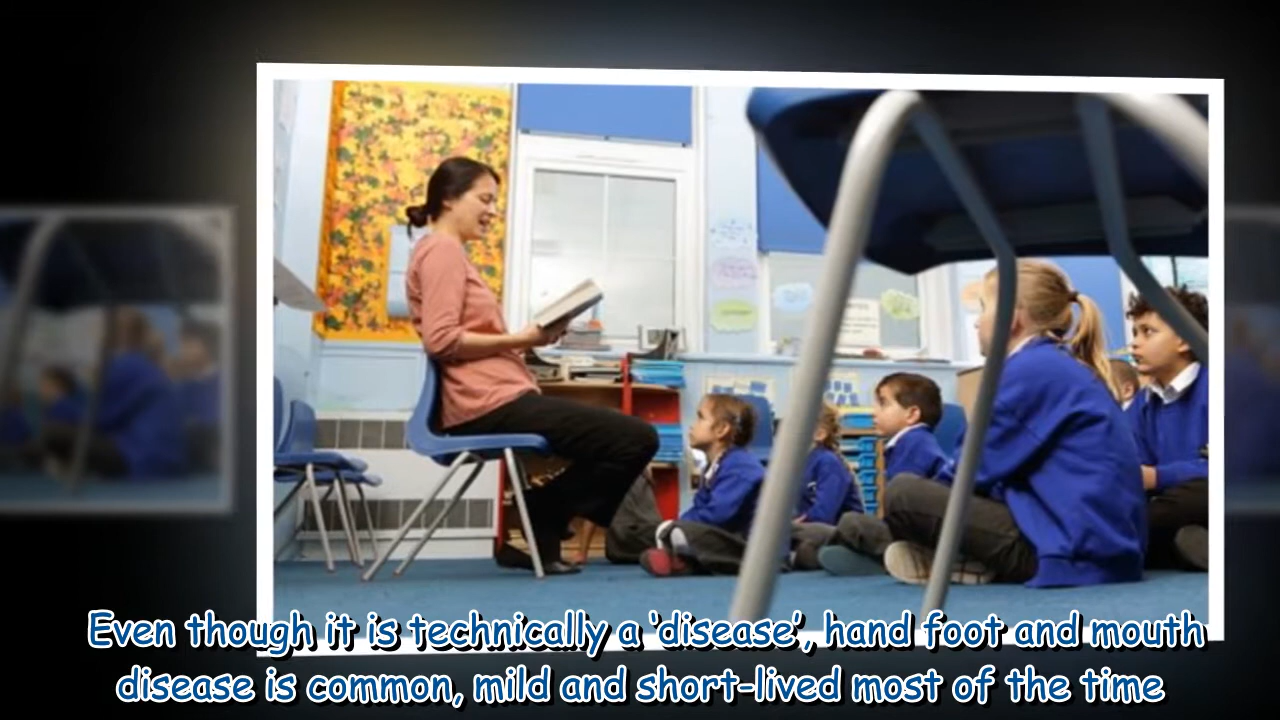 Even though it is technically a ‘disease’, hand foot and mouth
disease is common, mild and short-lived most of the time